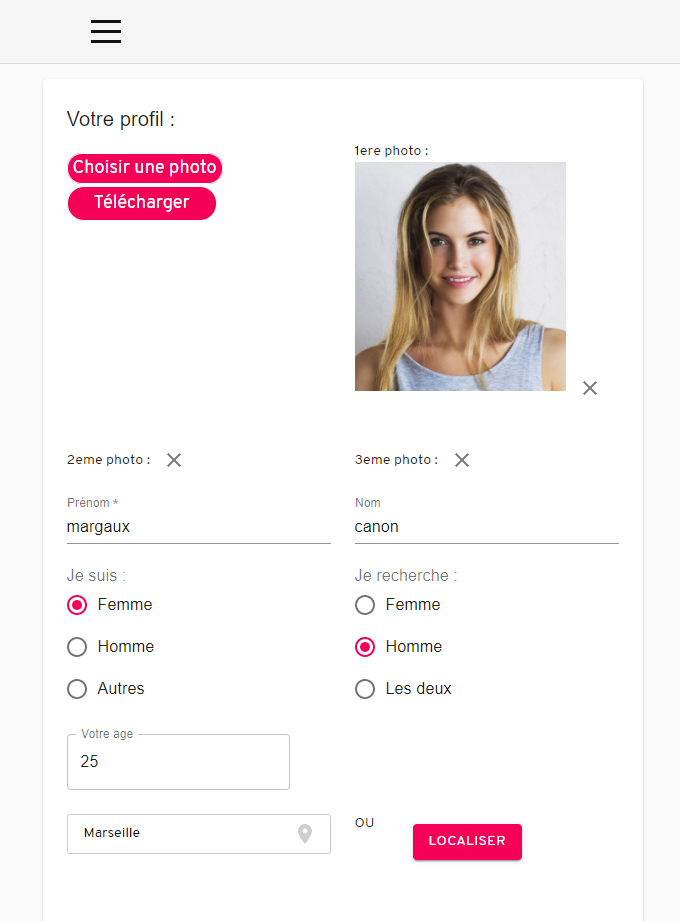 Votre profil :
Choisir une photo
Télécharger
1ere photo :
2eme photo :
3eme photo :
Prénom *
margaux
Nom
canon
Je suis :
Femme
Homme
Autres
Je recherche :
Femme
Homme
Les deux
Votre age
25
Marseille
OU
LOCALISER